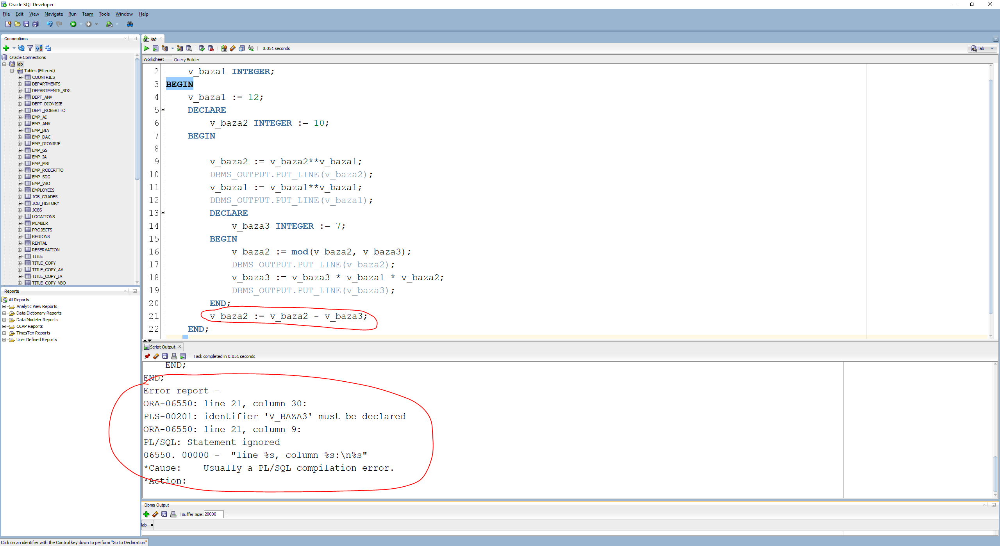 Oracle SQL Developer
File Edit View Navigate Run Team Tools Window Help
Connections
Oracle Connections
lab
Tables (Filtered)
COUNTRIES
DEPARTMENTS
DEPARTMENTS_SDG
DEPT_ANV
DEPT_DIONISIE
DEPT_ROBERTTO
EMP_AI
EMP_ANV
EMP_BIA
EMP_DAC
EMP_DIONISIE
EMP_GS
EMP_IA
EMP_MBL
EMP_ROBERTTO
EMP_SDG
EMP_VBO
EMPLOYEES
JOB_GRADES
JOB_HISTORY
JOBS
LOCATIONS
MEMBER
PROJECTS
REGIONS
RENTAL
RESERVATION
TITLE
TITLE_COPY
TITLE_COPY_AV
TITLE_COPY_IA
TITLE_COPY_VBO
Reports
All Reports
Analytic View Reports
Data Dictionary Reports
Data Modeler Reports
OLAP Reports
TimesTen Reports
User Defined Reports
lab
0.051 seconds
lab
Worksheet Query Builder
2 v_baza1 INTEGER;
3 BEGIN
4 v_baza1 := 12;
5 DECLARE
6 v_baza2 INTEGER := 10;
7 BEGIN
8
9 v_baza2 := v_baza2**v_baza1;
10 DBMS_OUTPUT.PUT_LINE(v_baza2);
11 v_baza1 := v_baza1**v_baza1;
12 DBMS_OUTPUT.PUT_LINE(v_baza1);
13 DECLARE
14 v_baza3 INTEGER := 7;
15 BEGIN
16 v_baza2 := mod(v_baza2, v_baza3);
17 DBMS_OUTPUT.PUT_LINE(v_baza2);
18 v_baza3 := v_baza3 * v_baza1 * v_baza2;
19 DBMS_OUTPUT.PUT_LINE(v_baza3);
20 END;
21 v_baza2 := v_baza2 - v_baza3;
22 END;
Script Output
Task completed in 0.051 seconds
END;
END;
Error report -
ORA-06550: line 21, column 30:
PLS-00201: identifier 'V_BAZA3' must be declared
ORA-06550: line 21, column 9:
PL/SQL: Statement ignored
06550. 00000 - "line %s, column %s:\n%s"
*Cause: Usually a PL/SQL compilation error.
*Action:
Dbms Output
Buffer Size: 20000
lab
Click on an identifier with the Control key down to perform "Go to Declaration"